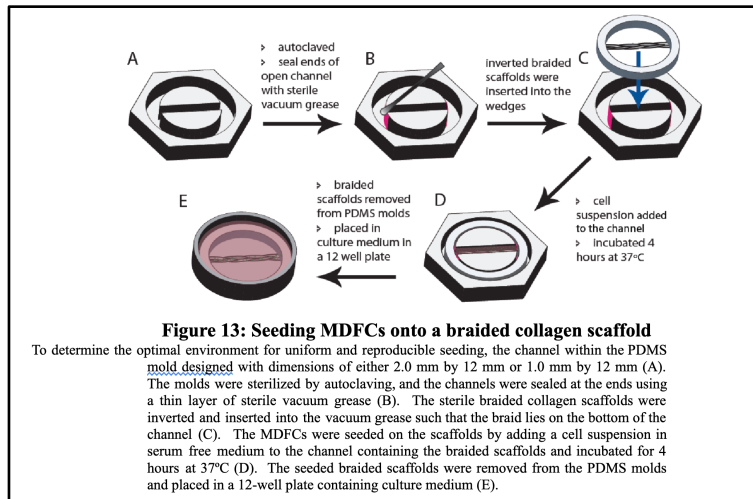 A
> autoclaved
> seal ends of
open channel
with sterile
vacuum grease
B
inverted braided
scaffolds were
inserted into the
wedges
C
> cell
suspension added
to the channel
> incubated 4
hours at 37ºC
D
> braided
scaffolds removed
from PDMS molds
> placed in
culture medium in
a 12 well plate
E
Figure 13: Seeding MDFCs onto a braided collagen scaffold
To determine the optimal environment for uniform and reproducible seeding, the channel within the PDMS
mold designed with dimensions of either 2.0 mm by 12 mm or 1.0 mm by 12 mm (A).
The molds were sterilized by autoclaving, and the channels were sealed at the ends using
a thin layer of sterile vacuum grease (B). The sterile braided collagen scaffolds were
inverted and inserted into the vacuum grease such that the braid lies on the bottom of the
channel (C). The MDFCs were seeded on the scaffolds by adding a cell suspension in
serum free medium to the channel containing the braided scaffolds and incubated for 4
hours at 37ºC (D). The seeded braided scaffolds were removed from the PDMS molds
and placed in a 12-well plate containing culture medium (E).